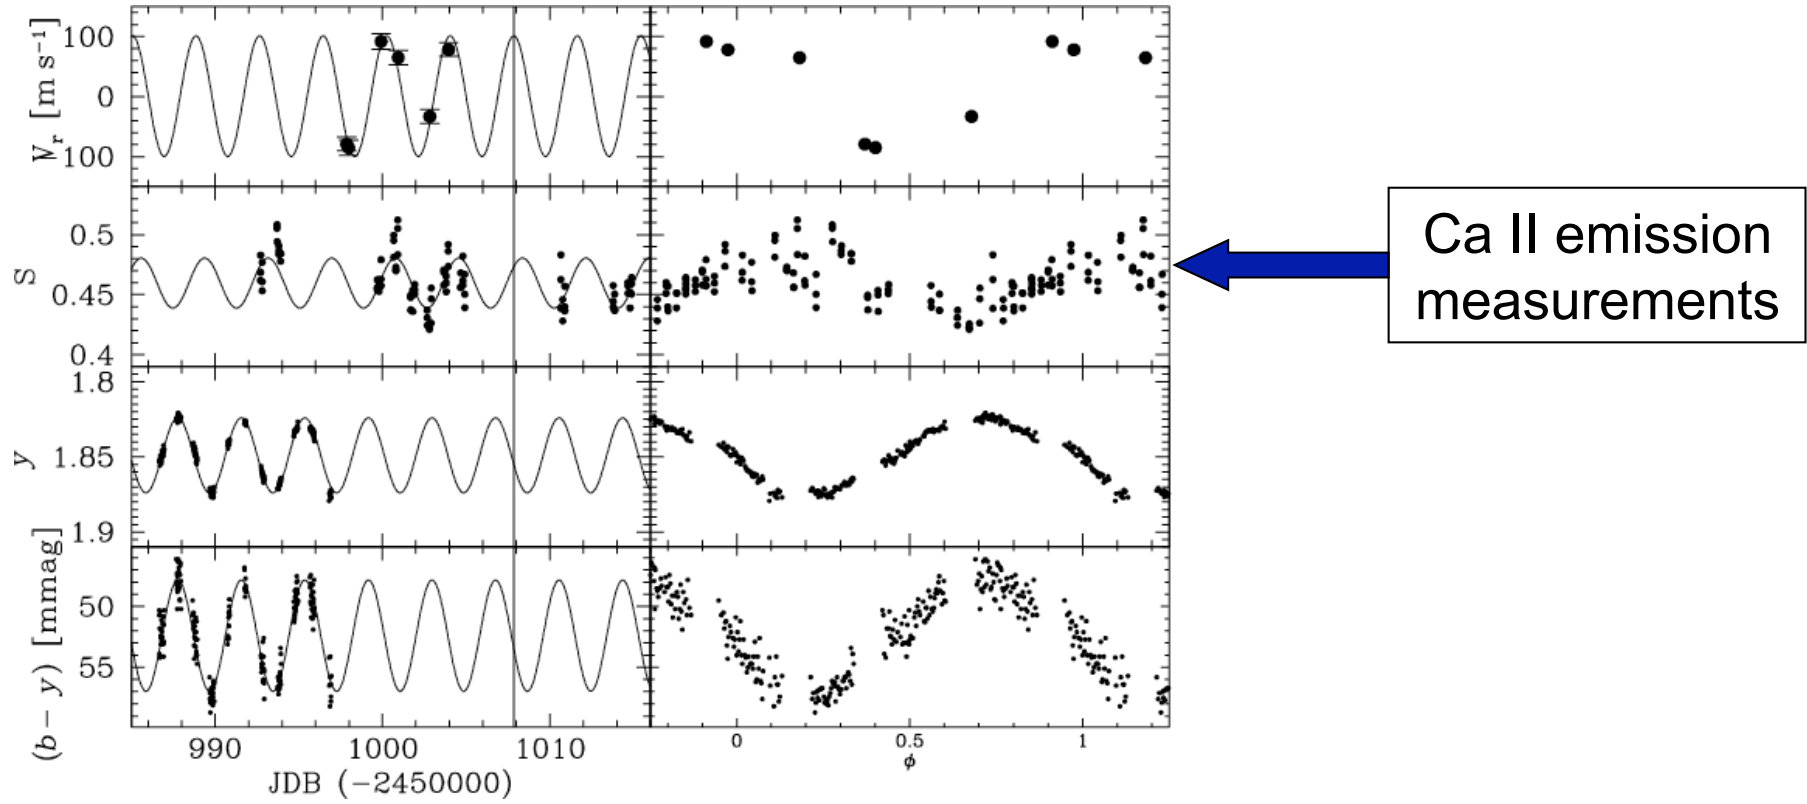 V_r [m s⁻¹]
100
0
100
S
0.5
0.45
0.4
y
1.8
1.85
1.9
(b− y) [mmag]
50
55
990 1000 1010
JDB (−2450000)
0 0.5 1
ϕ
Ca II emission
measurements